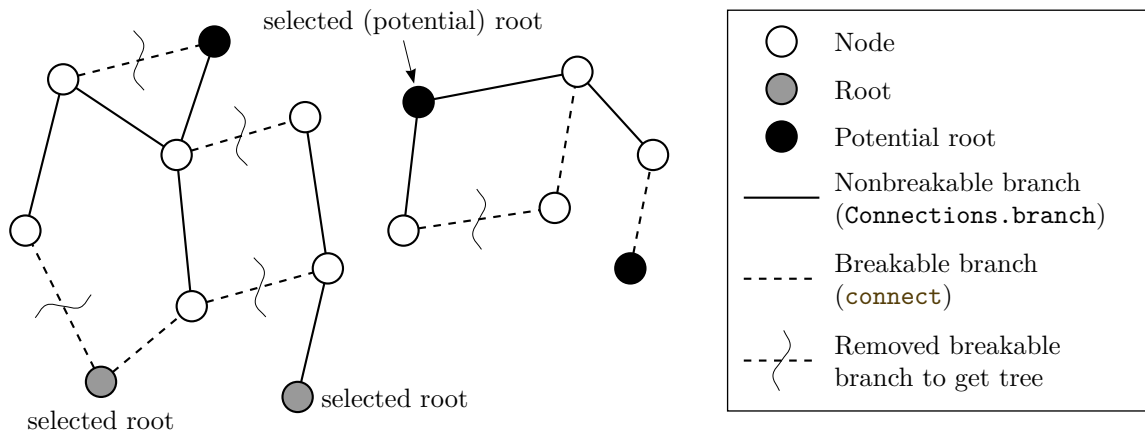 selected (potential) root
selected root
selected root
Node
Root
Potential root
Nonbreakable branch
(Connections.branch)
Breakable branch
(connect)
Removed breakable
branch to get tree